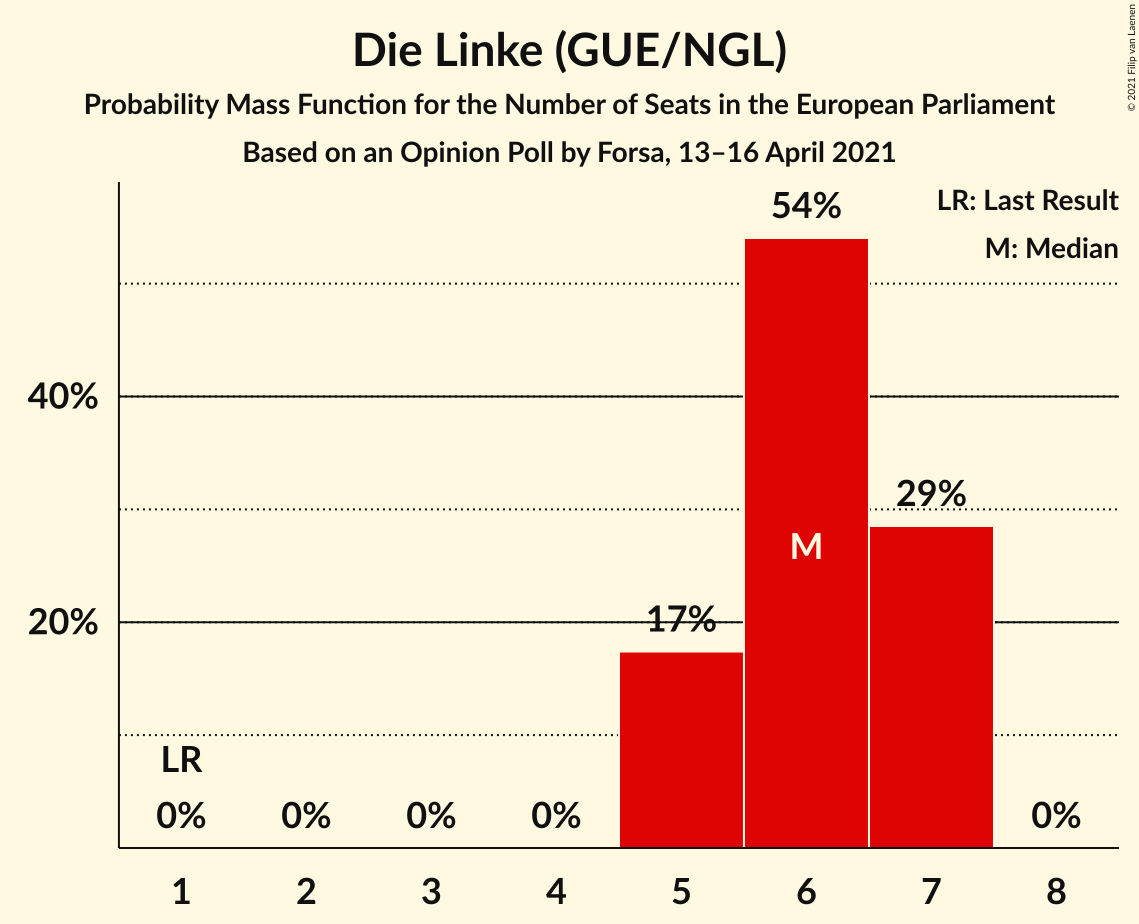 Die Linke (GUE/NGL)
Probability Mass Function for the Number of Seats in the European Parliament
Based on an Opinion Poll by Forsa, 13–16 April 2021
© 2021 Filip van Laenen
LR: Last Result
M: Median
54%
40%
29%
M
20%
17%
LR
0% 0% 0% 0% 0%
1 2 3 4 5 6 7 8